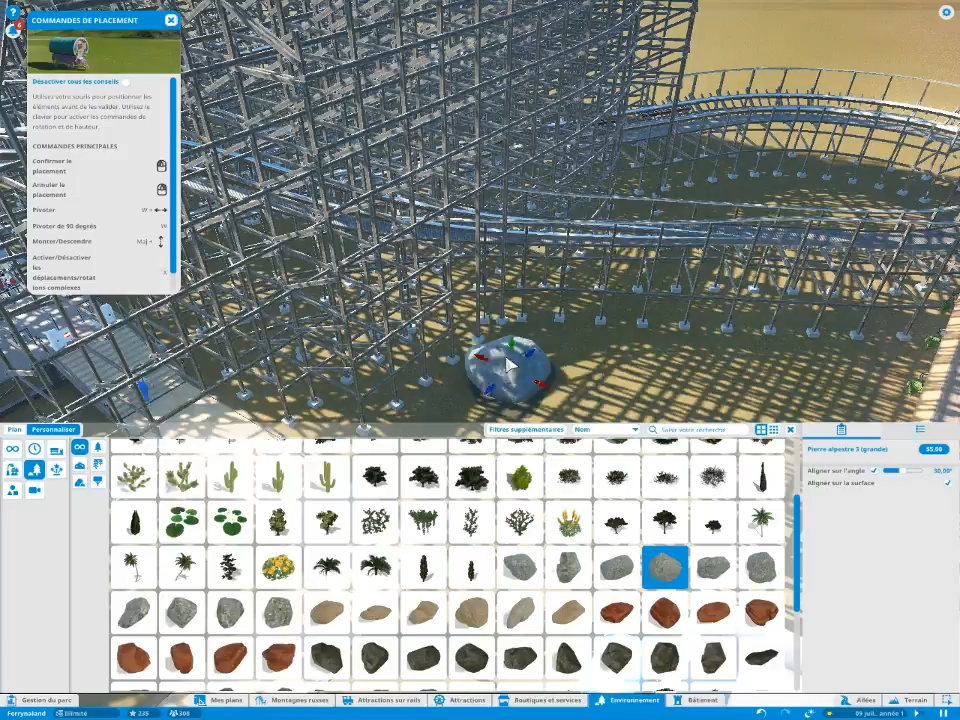 COMMANDES DE PLACEMENT
6
Désactiver tous les conseils
Utilisez votre souris pour positionner les
éléments avant de les valider. Utilisez le
clavier pour activer les commandes de
rotation et de hauteur.
COMMANDES PRINCIPALES
Confirmer le
placement
Annuler le
placement
Pivoter W +
Pivoter de 90 degrés W
Monter/Descendre Maj +
Activer/Désactiver
les
déplacements/rotat
ions complexes X
Plan Personnaliser
Filtres supplémentaires Nom Saisir votre recherche
Pierre alpestre 3 (grande) $5,00
Aligner sur l'angle 30,00°
Aligner sur la surface
Gestion du parc Mes plans Montagnes russes Attractions sur rails Attractions Boutiques et services Environnement Bâtiment Allées Terrain
Ferrynaland Illimité 235 308 09 juil., année 1